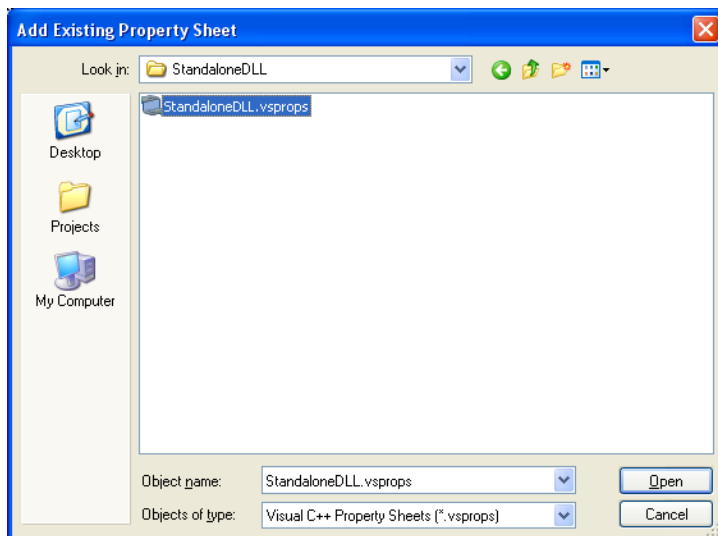 Add Existing Property Sheet
Look in: StandaloneDLL
StandaloneDLL.vsprops
Desktop
Projects
My Computer
Object name: StandaloneDLL.vsprops Open
Objects of type: Visual C++ Property Sheets (*.vsprops) Cancel